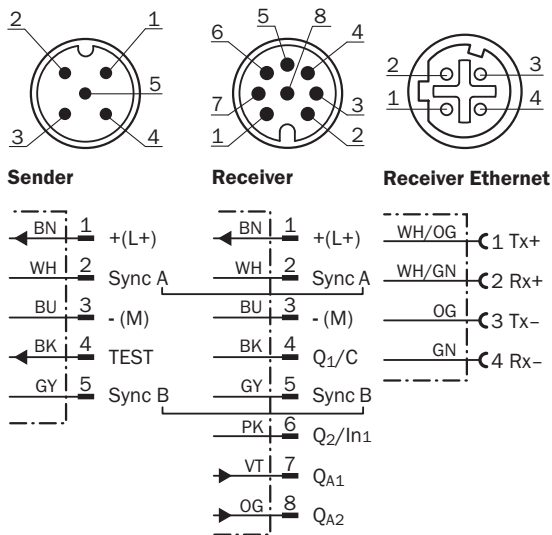 2 1
5
3 4
5 8
6 4
7 3
1 2
2 3
1 4
Sender
BN 1 +(L+)
WH 2 Sync A
BU 3 - (M)
BK 4 TEST
GY 5 Sync B
Receiver
BN 1 +(L+)
WH 2 Sync A
BU 3 - (M)
BK 4 Q1/C
GY 5 Sync B
PK 6 Q2/In1
VT 7 QA1
OG 8 QA2
Receiver Ethernet
WH/OG 1 Tx+
WH/GN 2 Rx+
OG 3 Tx–
GN 4 Rx–